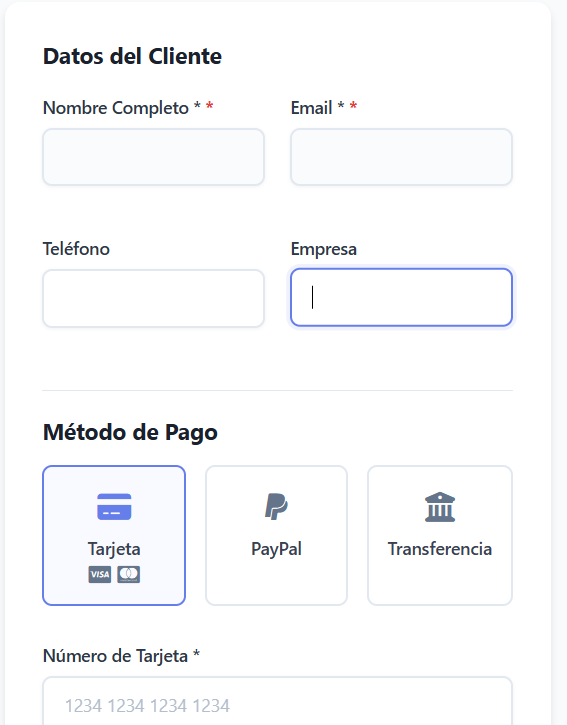 Datos del Cliente
Nombre Completo * *
Email * *
Teléfono
Empresa
Método de Pago
Tarjeta
VISA
PayPal
Transferencia
Número de Tarjeta *
1234 1234 1234 1234